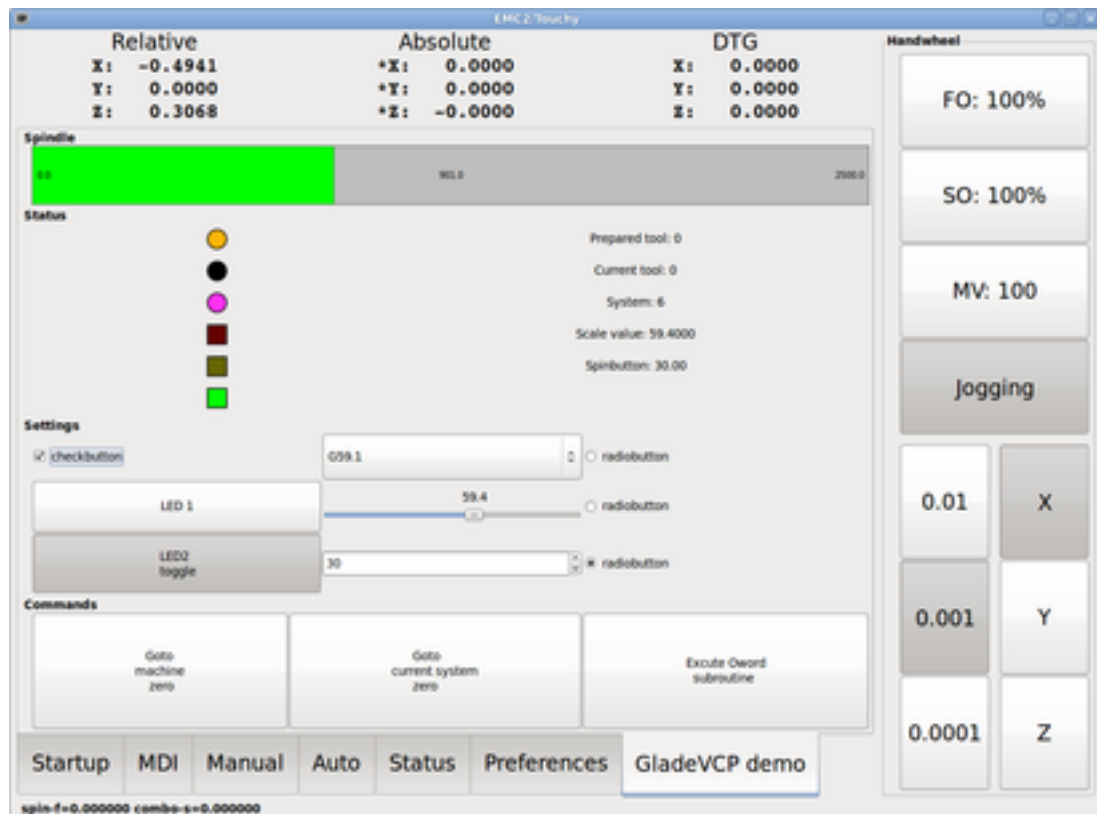 EMC2:Touchy
Relative Absolute DTG
X: -0.4941 *X: 0.0000 X: 0.0000
Y: 0.0000 *Y: 0.0000 Y: 0.0000
Z: 0.3068 *Z: -0.0000 Z: 0.0000
Spindle
0.0 901.0 2500.0
Status
Prepared tool: 0
Current tool: 0
System: 6
Scale value: 59.4000
Spinbutton: 30.00
Settings
checkbutton G59.1 radiobutton
LED 1 59.4 radiobutton
LED2
toggle
30 radiobutton
Commands
Goto
machine
zero
Goto
current system
zero
Excute Oword
subroutine
Startup MDI Manual Auto Status Preferences GladeVCP demo
spin-f=0.000000 combo-s=0.000000
Handwheel
FO: 100%
SO: 100%
MV: 100
Jogging
0.01 X
0.001 Y
0.0001 Z